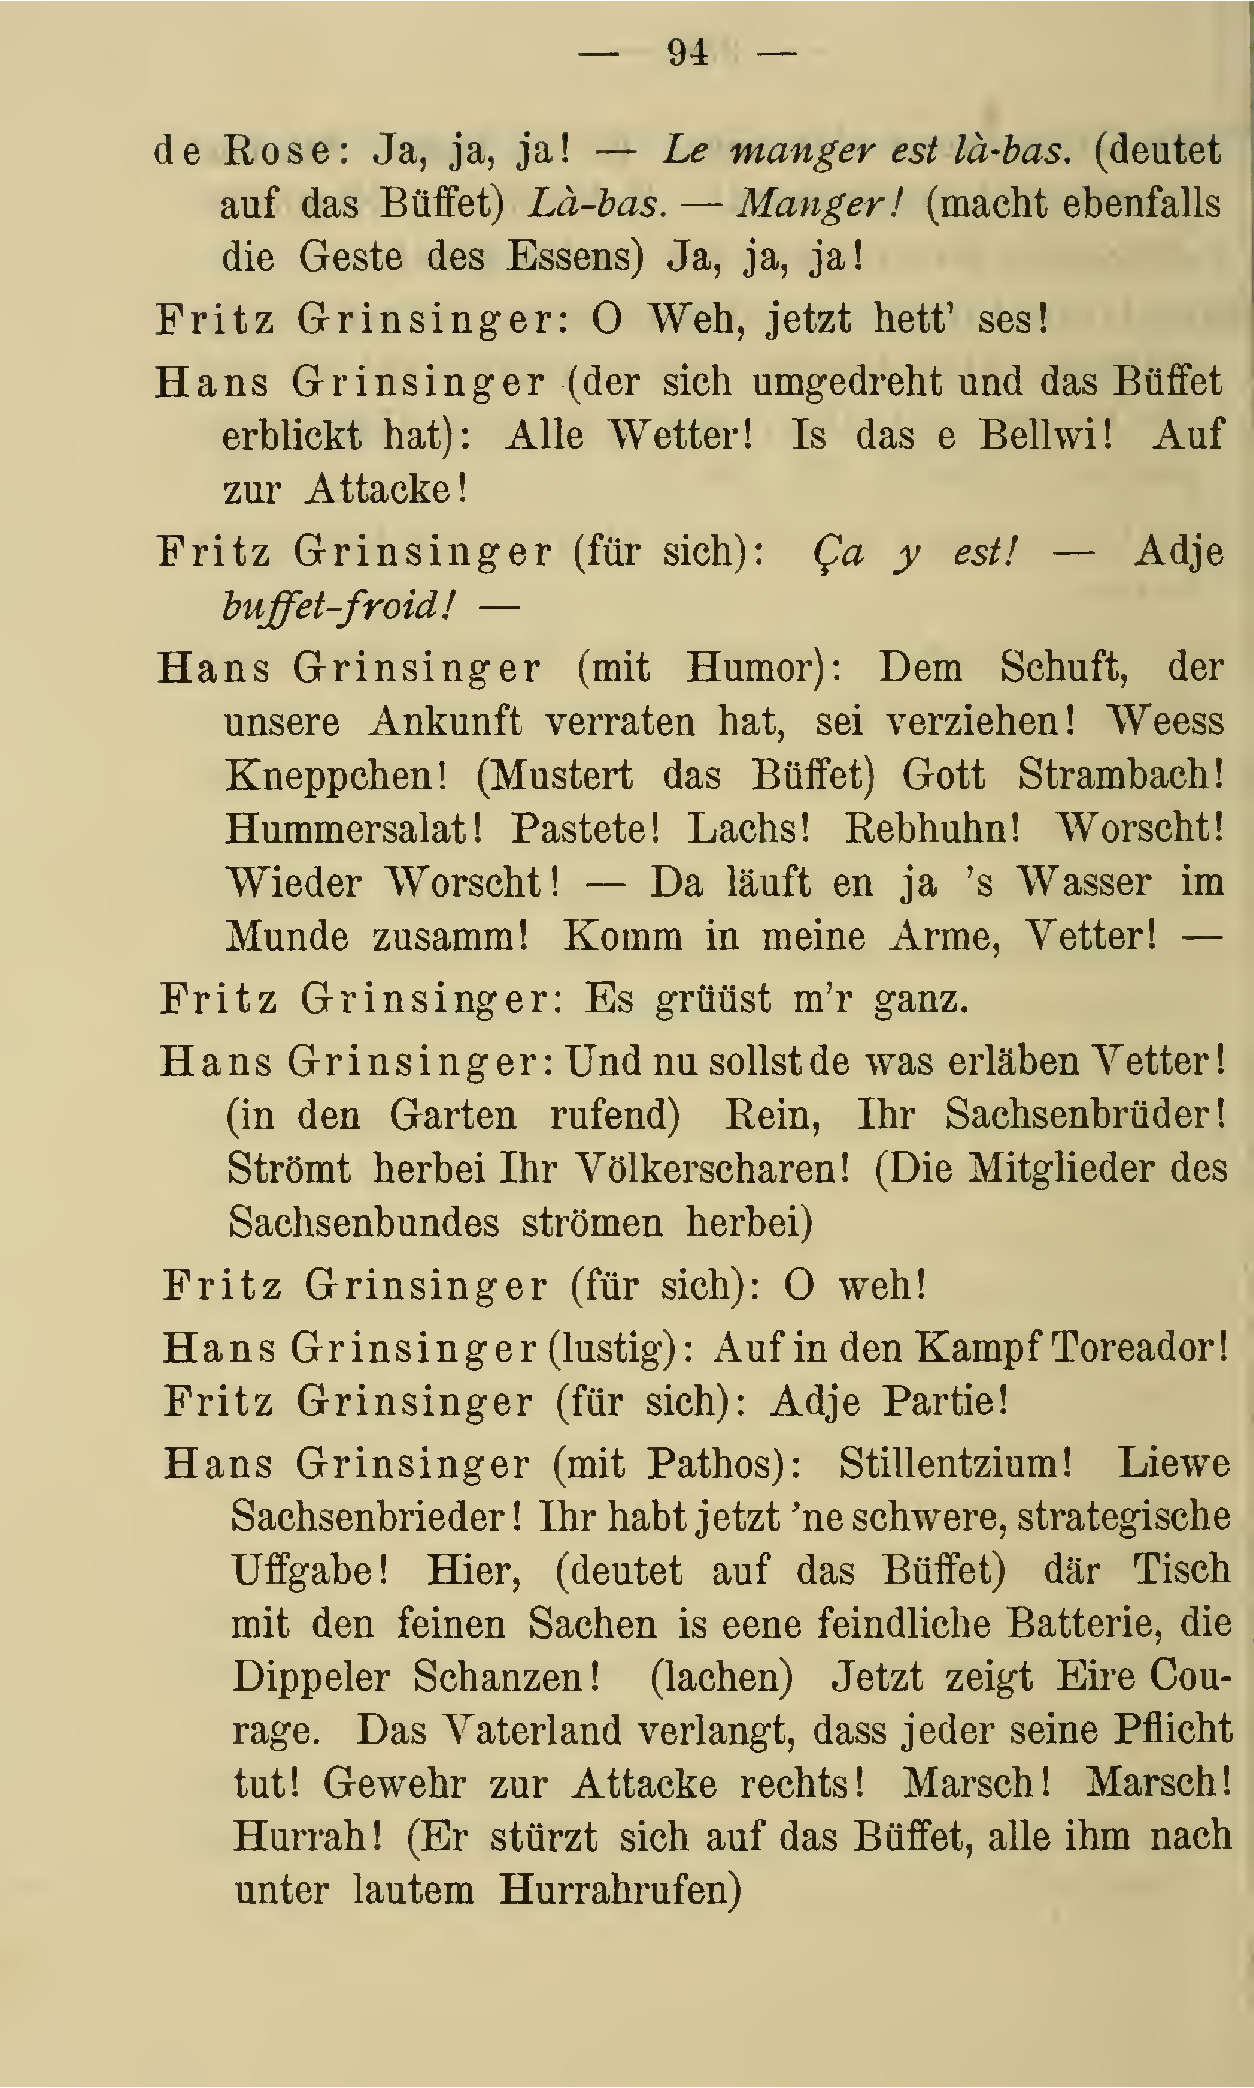 — 94 —
de Rose: Ja, ja, ja! — Le manger est là-bas. (deutet
auf das Büffet) Là-bas. — Manger! (macht ebenfalls
die Geste des Essens) Ja, ja, ja!
Fritz Grinsinger: O Weh, jetzt hett' ses!
Hans Grinsinger (der sich umgedreht und das Büffet
erblickt hat): Alle Wetter! Is das e Bellwi! Auf
zur Attacke!
Fritz Grinsinger (für sich): Ça y est! — Adje
buffet-froid! —
Hans Grinsinger (mit Humor): Dem Schuft, der
unsere Ankunft verraten hat, sei verziehen! Weess
Kneppchen! (Mustert das Büffet) Gott Strambach!
Hummersalat! Pastete! Lachs! Rebhuhn! Worscht!
Wieder Worscht! — Da läuft en ja 's Wasser im
Munde zusamm! Komm in meine Arme, Vetter! —
Fritz Grinsinger: Es grüüst m'r ganz.
Hans Grinsinger: Und nu sollst de was erläben Vetter!
(in den Garten rufend) Rein, Ihr Sachsenbrüder!
Strömt herbei Ihr Völkerscharen! (Die Mitglieder des
Sachsenbundes strömen herbei)
Fritz Grinsinger (für sich): O weh!
Hans Grinsinger (lustig): Auf in den Kampf Toreador!
Fritz Grinsinger (für sich): Adje Partie!
Hans Grinsinger (mit Pathos): Stillentzium! Liewe
Sachsenbrieder! Ihr habt jetzt 'ne schwere, strategische
Uffgabe! Hier, (deutet auf das Büffet) där Tisch
mit den feinen Sachen is eene feindliche Batterie, die
Dippeler Schanzen! (lachen) Jetzt zeigt Eire Cou-
rage. Das Vaterland verlangt, dass jeder seine Pflicht
tut! Gewehr zur Attacke rechts! Marsch! Marsch!
Hurrah! (Er stürzt sich auf das Büffet, alle ihm nach
unter lautem Hurrahrufen)